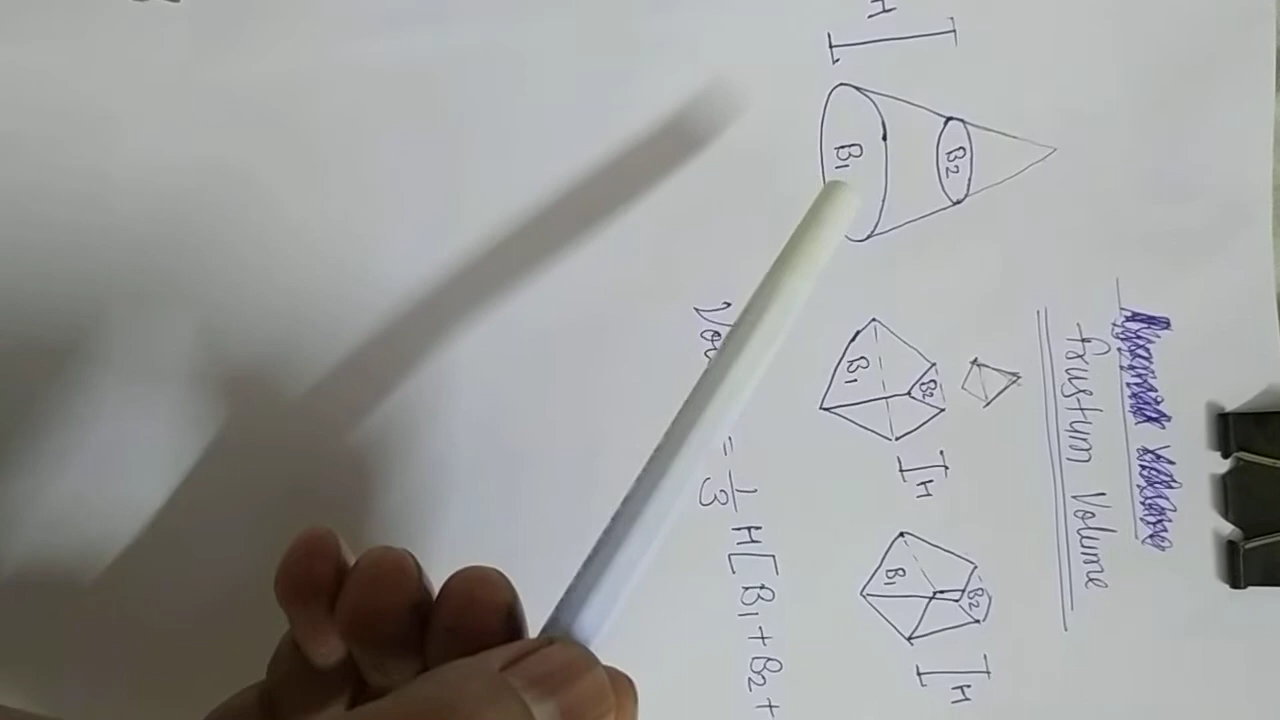 Frustum Volume
H
B1
B2
B1
B2
H
B1
B2
H
= 1/3 H[B1+B2+